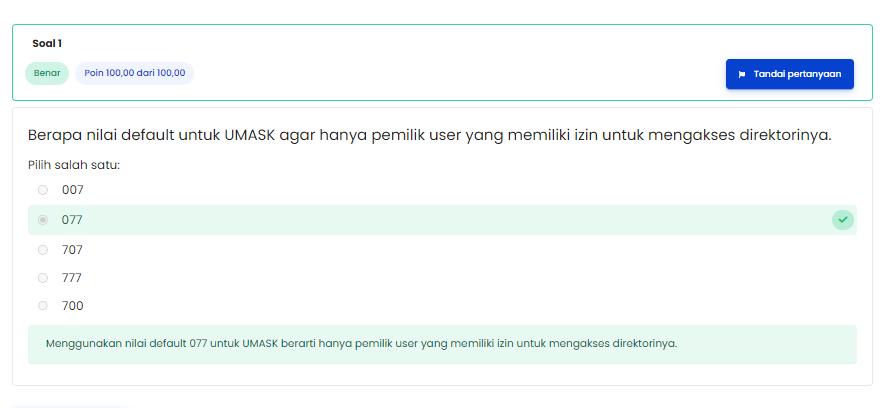 Soal 1
Benar
Poin 100,00 dari 100,00
Tandai pertanyaan
Berapa nilai default untuk UMASK agar hanya pemilik user yang memiliki izin untuk mengakses direktorinya.
Pilih salah satu:
007
077
707
777
700
Menggunakan nilai default 077 untuk UMASK berarti hanya pemilik user yang memiliki izin untuk mengakses direktorinya.